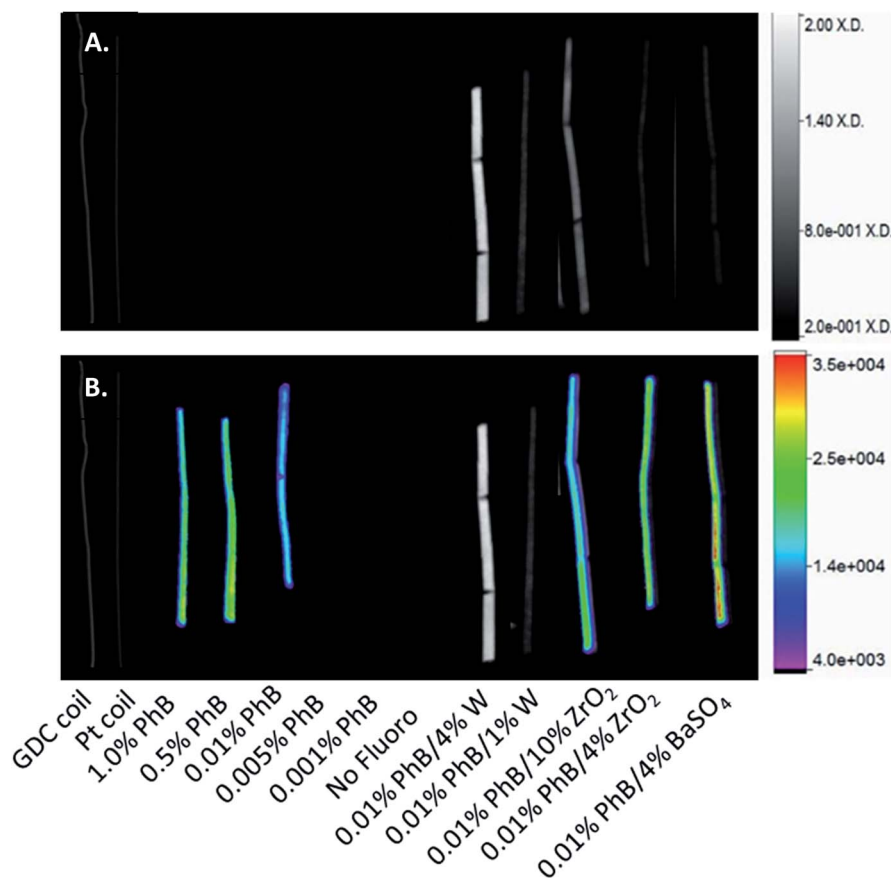 A.
2.00 X.D.
1.40 X.D.
8.0e-001 X.D.
2.0e-001 X.D.
B.
3.5e+004
2.5e+004
1.4e+004
4.0e+003
GDC coil
Pt coil
1.0% PhB
0.5% PhB
0.01% PhB
0.005% PhB
0.001% PhB
No Fluoro
0.01% PhB/4% W
0.01% PhB/1% W
0.01% PhB/10% ZrO₂
0.01% PhB/4% ZrO₂
0.01% PhB/4% BaSO₄